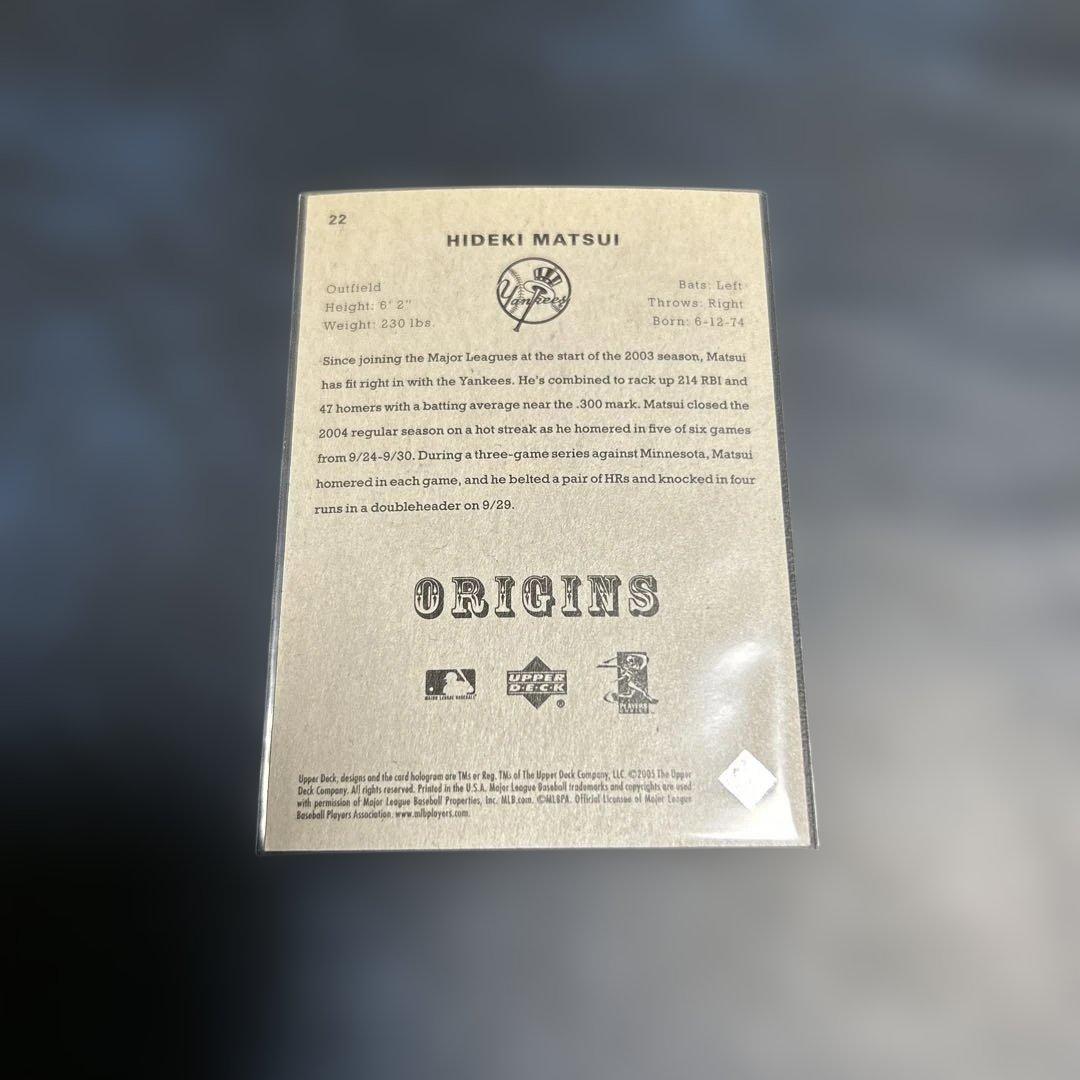 22
HIDEKI MATSUI
Yankees
Outfield
Height: 6' 2"
Weight: 230 lbs.
Bats: Left
Throws: Right
Born: 6-12-74
Since joining the Major Leagues at the start of the 2003 season, Matsui
has fit right in with the Yankees. He's combined to rack up 214 RBI and
47 homers with a batting average near the .300 mark. Matsui closed the
2004 regular season on a hot streak as he homered in five of six games
from 9/24-9/30. During a three-game series against Minnesota, Matsui
homered in each game, and he belted a pair of HRs and knocked in four
runs in a doubleheader on 9/29.
ORIGINS
MAJOR LEAGUE BASEBALL
UPPER
D·E·C·K
®
PLAYERS
CHOICE
Upper Deck, designs and the card hologram are TMs or Reg. TMs of The Upper Deck Company, LLC. ©2005 The Upper
Deck Company. All rights reserved. Printed in the U.S.A. Major League Baseball trademarks and copyrights are used
with permission of Major League Baseball Properties, Inc. MLB.com. ©MLBPA. Official Licensee of Major League
Baseball Players Association. www.mlbplayers.com.